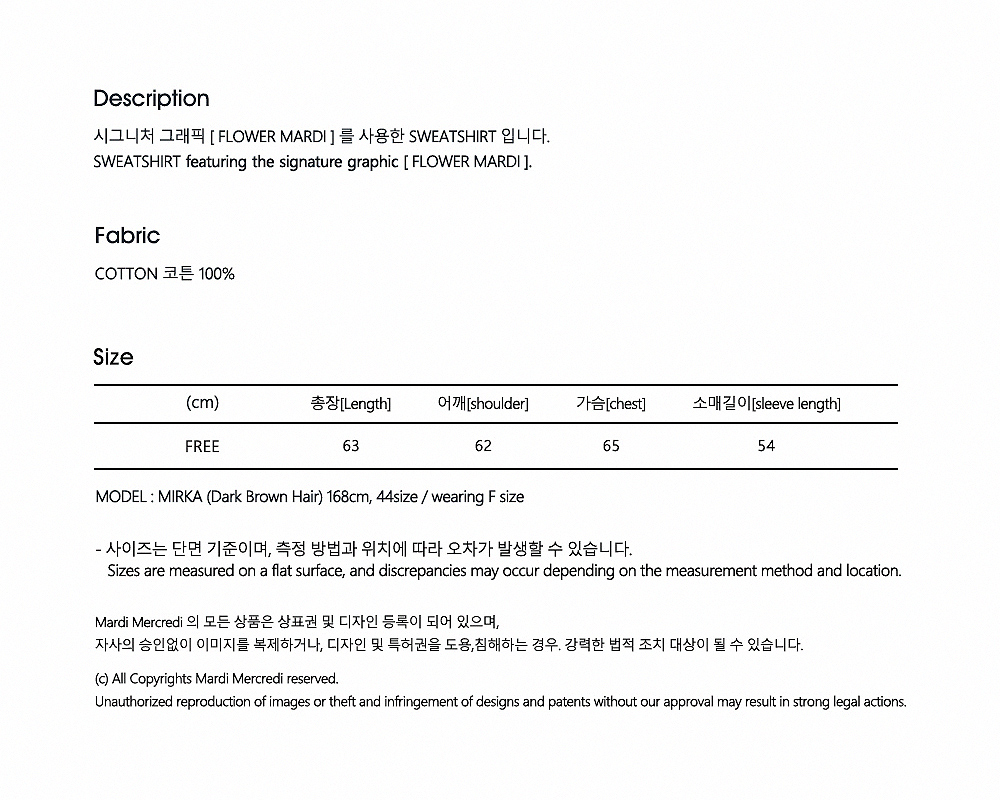 Description
시그니처 그래픽 [ FLOWER MARDI ] 를 사용한 SWEATSHIRT 입니다.
SWEATSHIRT featuring the signature graphic [ FLOWER MARDI ].
Fabric
COTTON 코튼 100%
Size
(cm) 총장[Length] 어깨[shoulder] 가슴[chest] 소매길이[sleeve length]
FREE 63 62 65 54
MODEL : MIRKA (Dark Brown Hair) 168cm, 44size / wearing F size
- 사이즈는 단면 기준이며, 측정 방법과 위치에 따라 오차가 발생할 수 있습니다.
Sizes are measured on a flat surface, and discrepancies may occur depending on the measurement method and location.
Mardi Mercredi 의 모든 상품은 상표권 및 디자인 등록이 되어 있으며,
자사의 승인없이 이미지를 복제하거나, 디자인 및 특허권을 도용,침해하는 경우. 강력한 법적 조치 대상이 될 수 있습니다.
(c) All Copyrights Mardi Mercredi reserved.
Unauthorized reproduction of images or theft and infringement of designs and patents without our approval may result in strong legal actions.